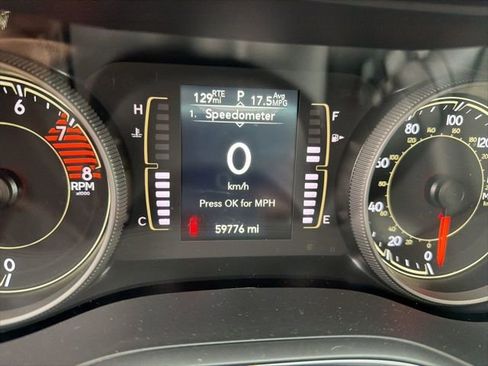 129 RTE mi P 17.5 Avg MPG
1. Speedometer
0
km/h
Press OK for MPH
59776 mi
H
C
F
E
6
7
8
RPM
x1000
0
120
100
80
60
40
20
0